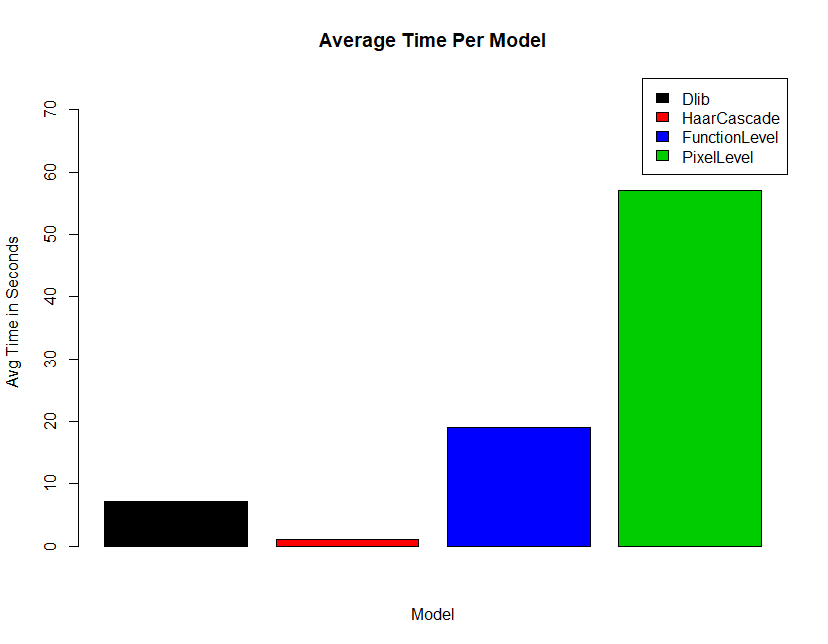 Average Time Per Model
Dlib
HaarCascade
FunctionLevel
PixelLevel
Avg Time in Seconds
70
60
50
40
30
20
10
0
Model